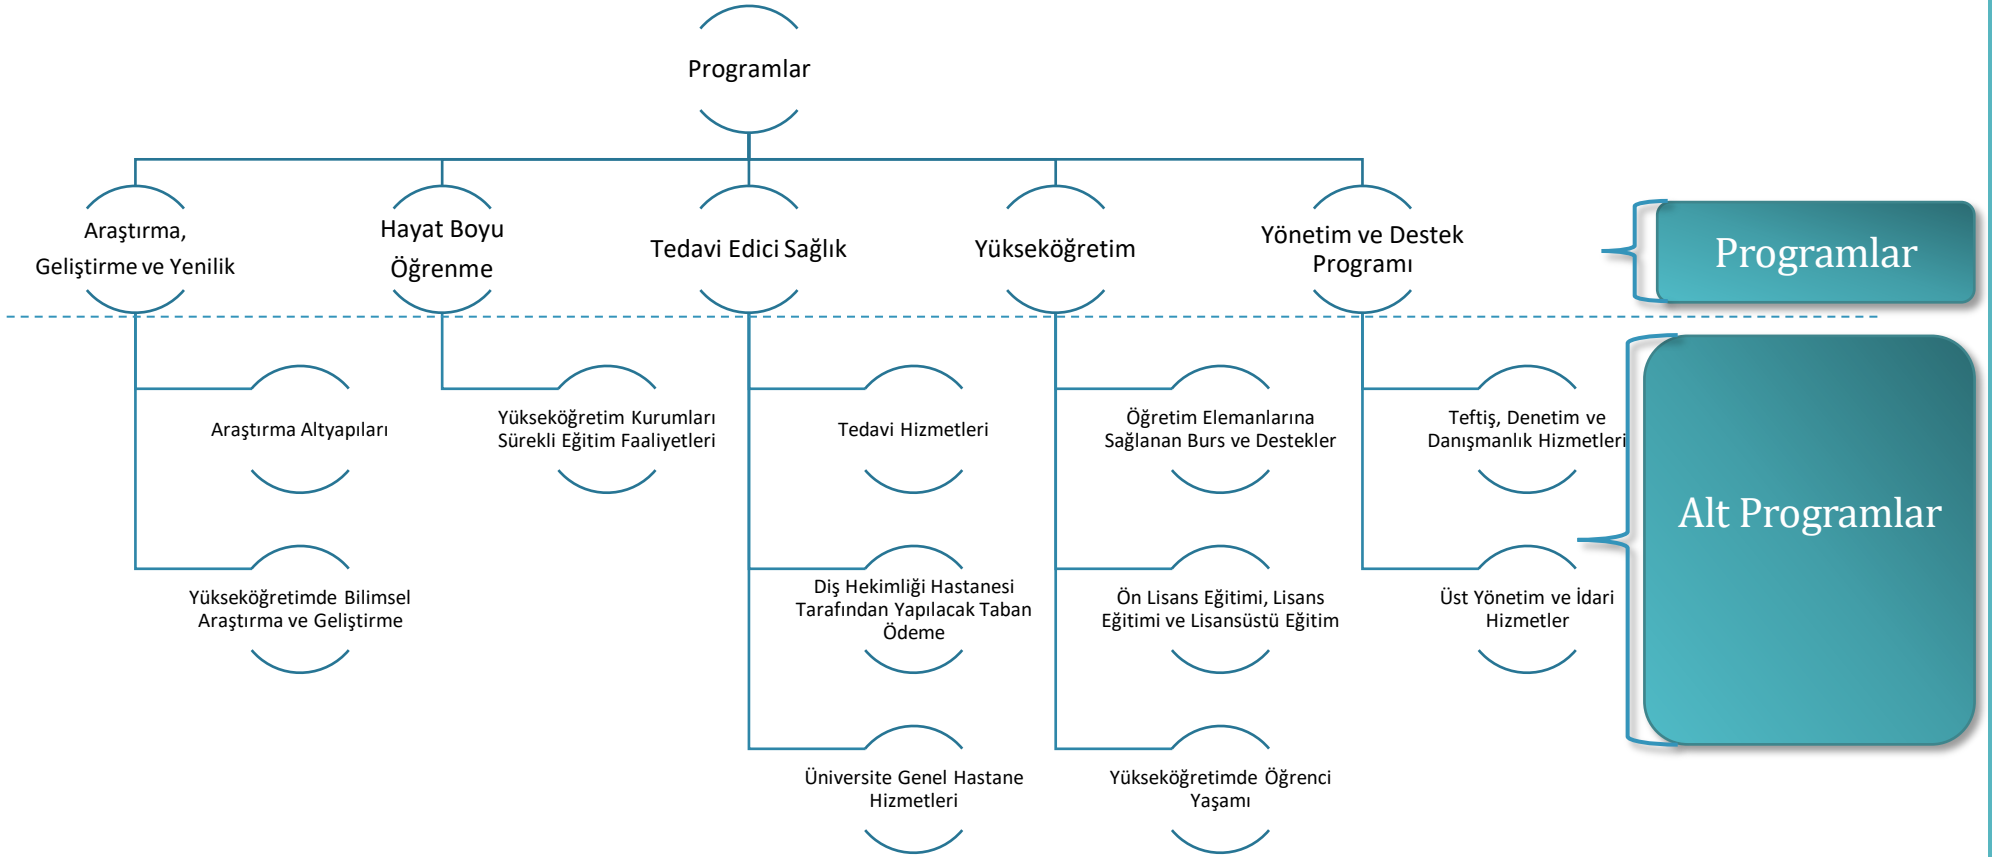 Programlar
Araştırma,
Geliştirme ve Yenilik
Hayat Boyu
Öğrenme
Tedavi Edici Sağlık
Yükseköğretim
Yönetim ve Destek
Programı
Programlar
Araştırma Altyapıları
Yükseköğretim Kurumları
Sürekli Eğitim Faaliyetleri
Tedavi Hizmetleri
Öğretim Elemanlarına
Sağlanan Burs ve Destekler
Teftiş, Denetim ve
Danışmanlık Hizmetleri
Alt Programlar
Yükseköğretimde Bilimsel
Araştırma ve Geliştirme
Diş Hekimliği Hastanesi
Tarafından Yapılacak Taban
Ödeme
Ön Lisans Eğitimi, Lisans
Eğitimi ve Lisansüstü Eğitim
Üst Yönetim ve İdari
Hizmetler
Üniversite Genel Hastane
Hizmetleri
Yükseköğretimde Öğrenci
Yaşamı